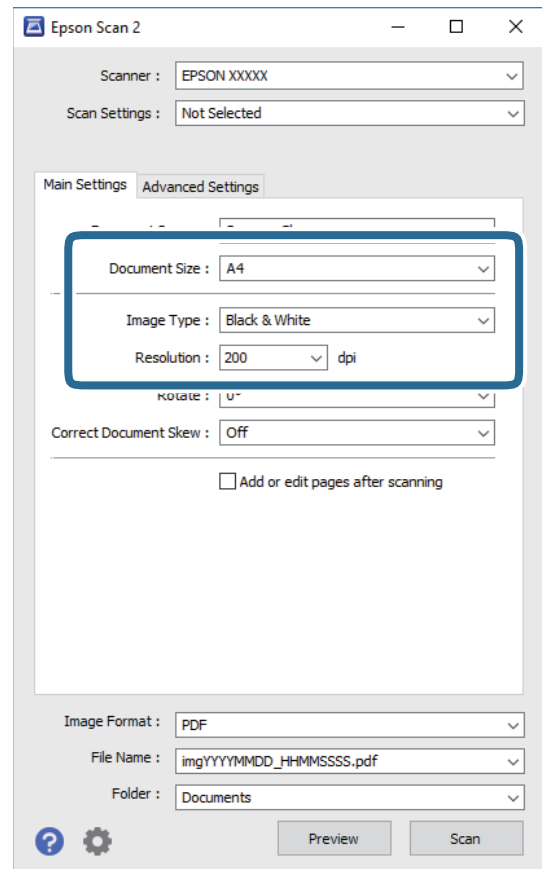 Epson Scan 2
Scanner : EPSON XXXXX
Scan Settings : Not Selected
Main Settings Advanced Settings
Document Size : A4
Image Type : Black & White
Resolution : 200 dpi
Rotate : 0°
Correct Document Skew : Off
Add or edit pages after scanning
Image Format : PDF
File Name : imgYYYYMMDD_HHMMSSSS.pdf
Folder : Documents
? Preview Scan